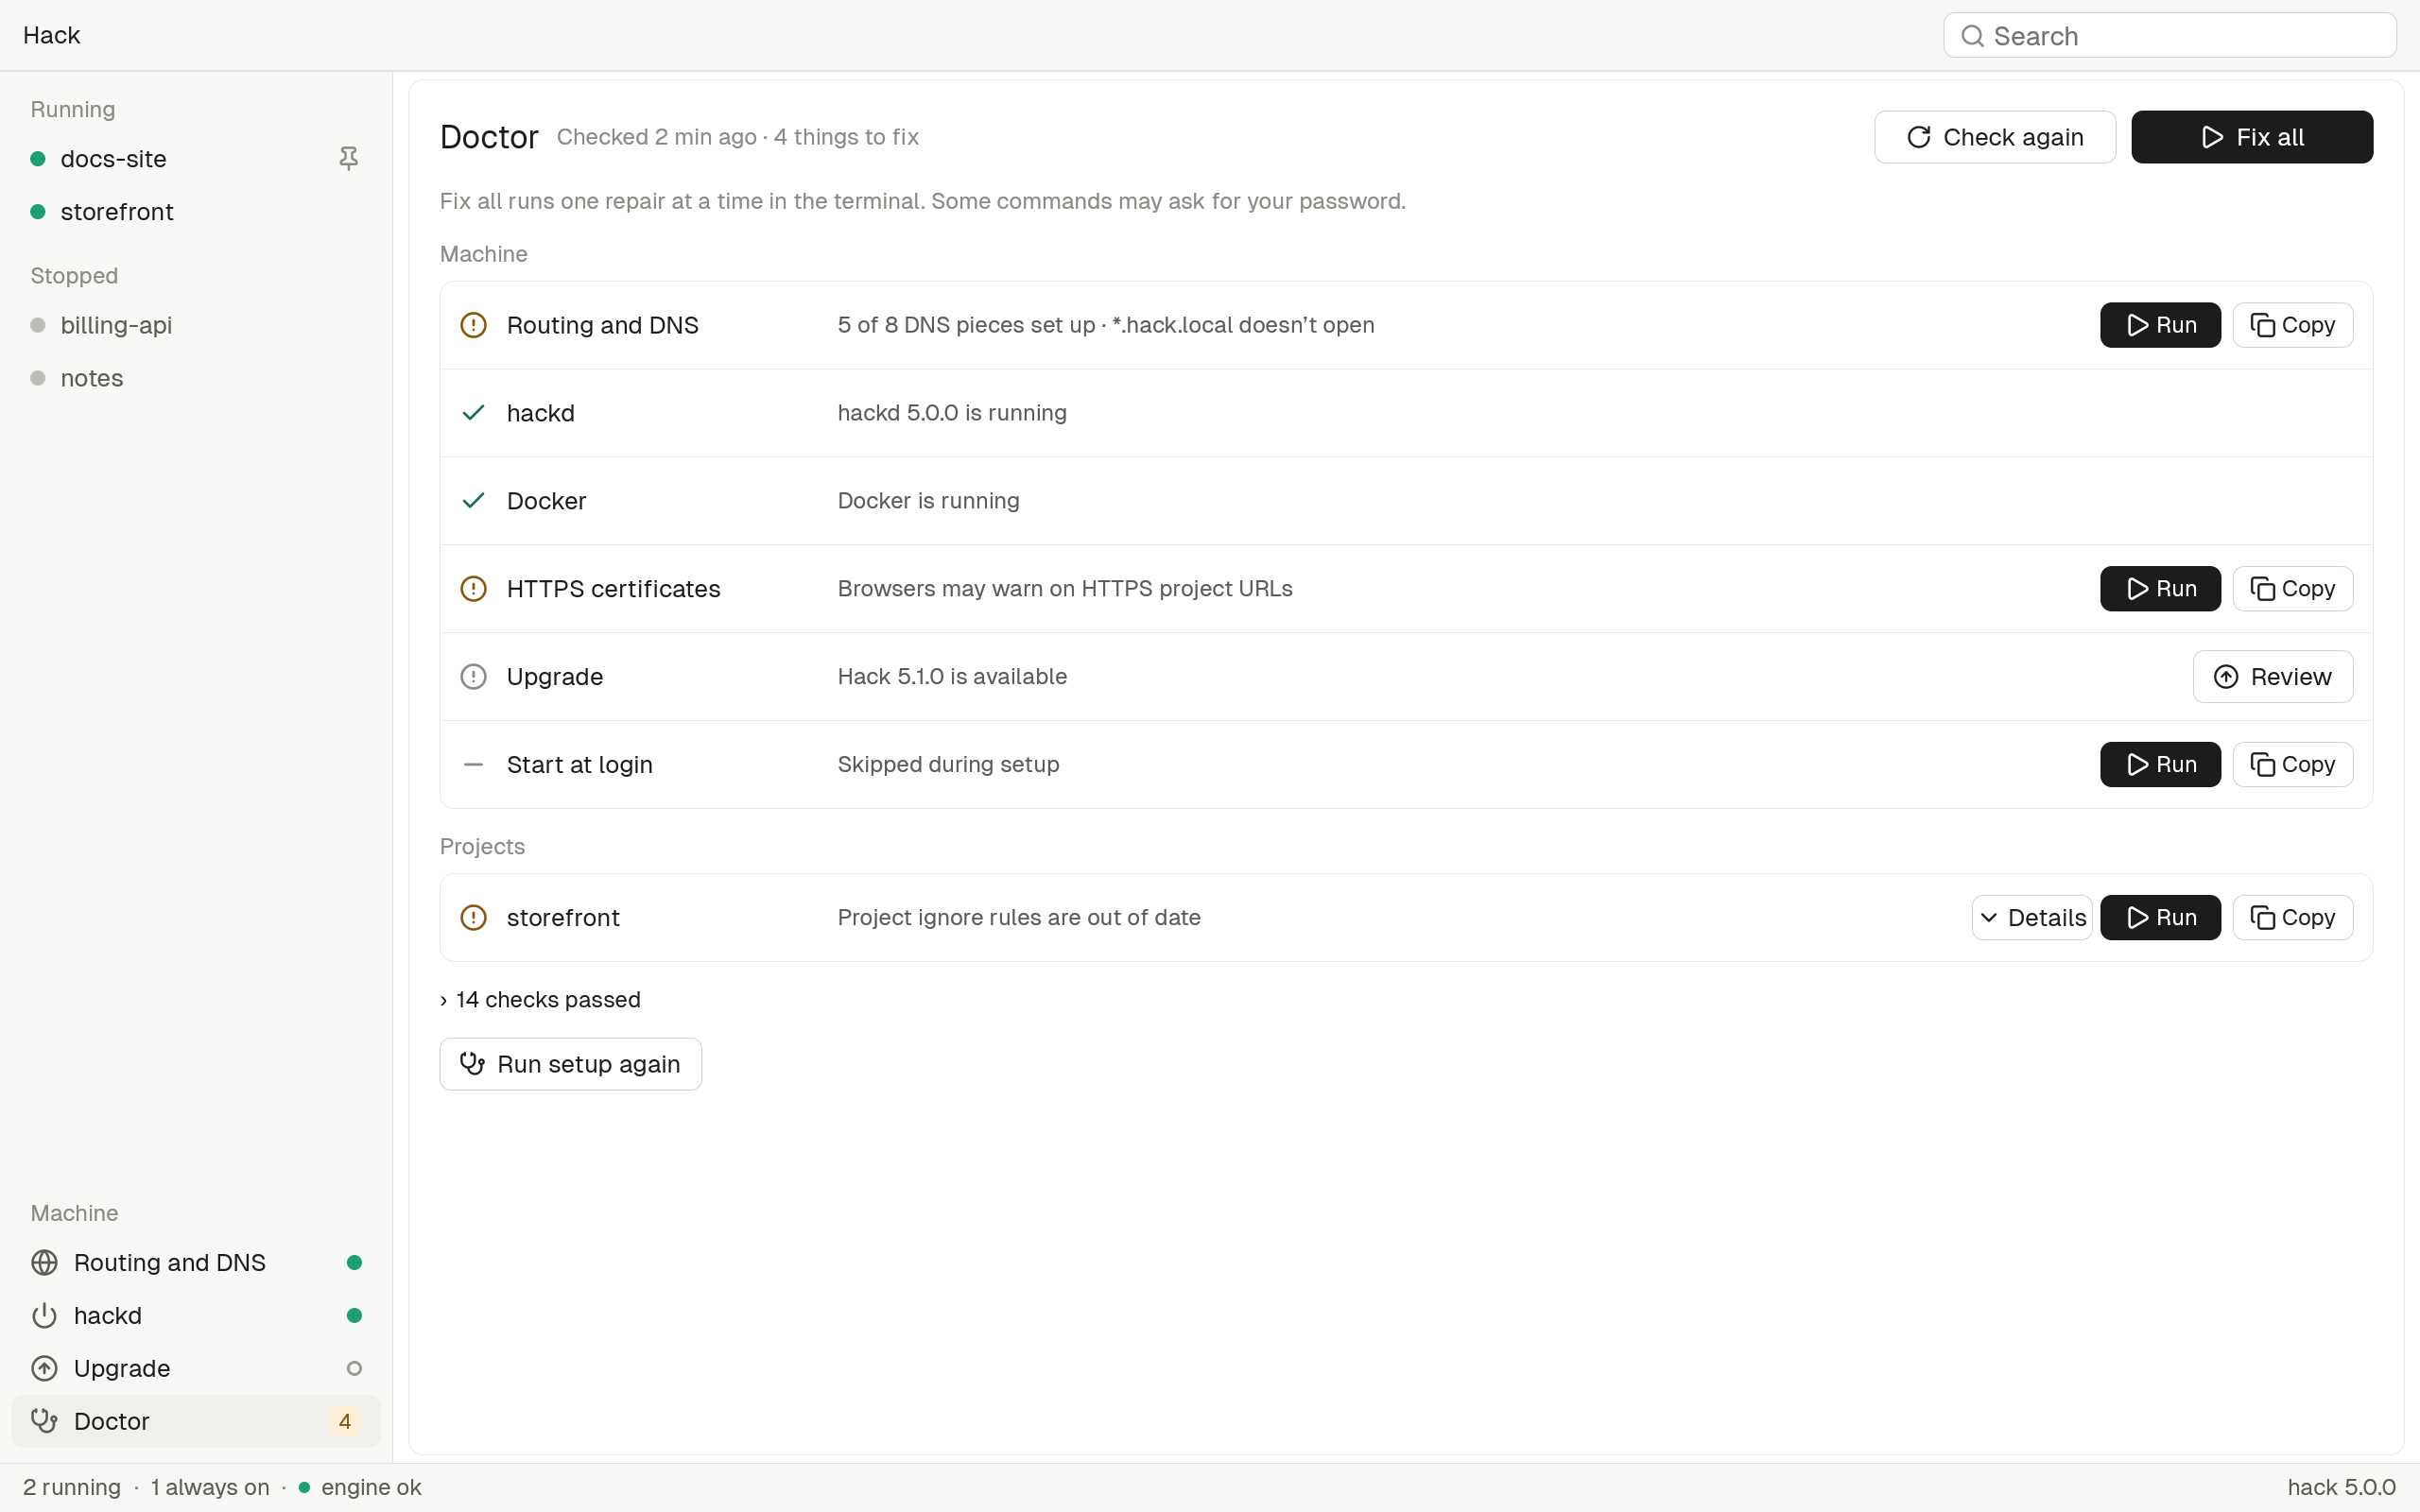 Hack
Search
Running
docs-site
storefront
Stopped
billing-api
notes
Machine
Routing and DNS
hackd
Upgrade
Doctor 4
Doctor Checked 2 min ago · 4 things to fix Check again Fix all
Fix all runs one repair at a time in the terminal. Some commands may ask for your password.
Machine
Routing and DNS 5 of 8 DNS pieces set up · *.hack.local doesn’t open Run Copy
hackd hackd 5.0.0 is running
Docker Docker is running
HTTPS certificates Browsers may warn on HTTPS project URLs Run Copy
Upgrade Hack 5.1.0 is available Review
Start at login Skipped during setup Run Copy
Projects
storefront Project ignore rules are out of date Details Run Copy
› 14 checks passed
Run setup again
2 running · 1 always on · engine ok hack 5.0.0